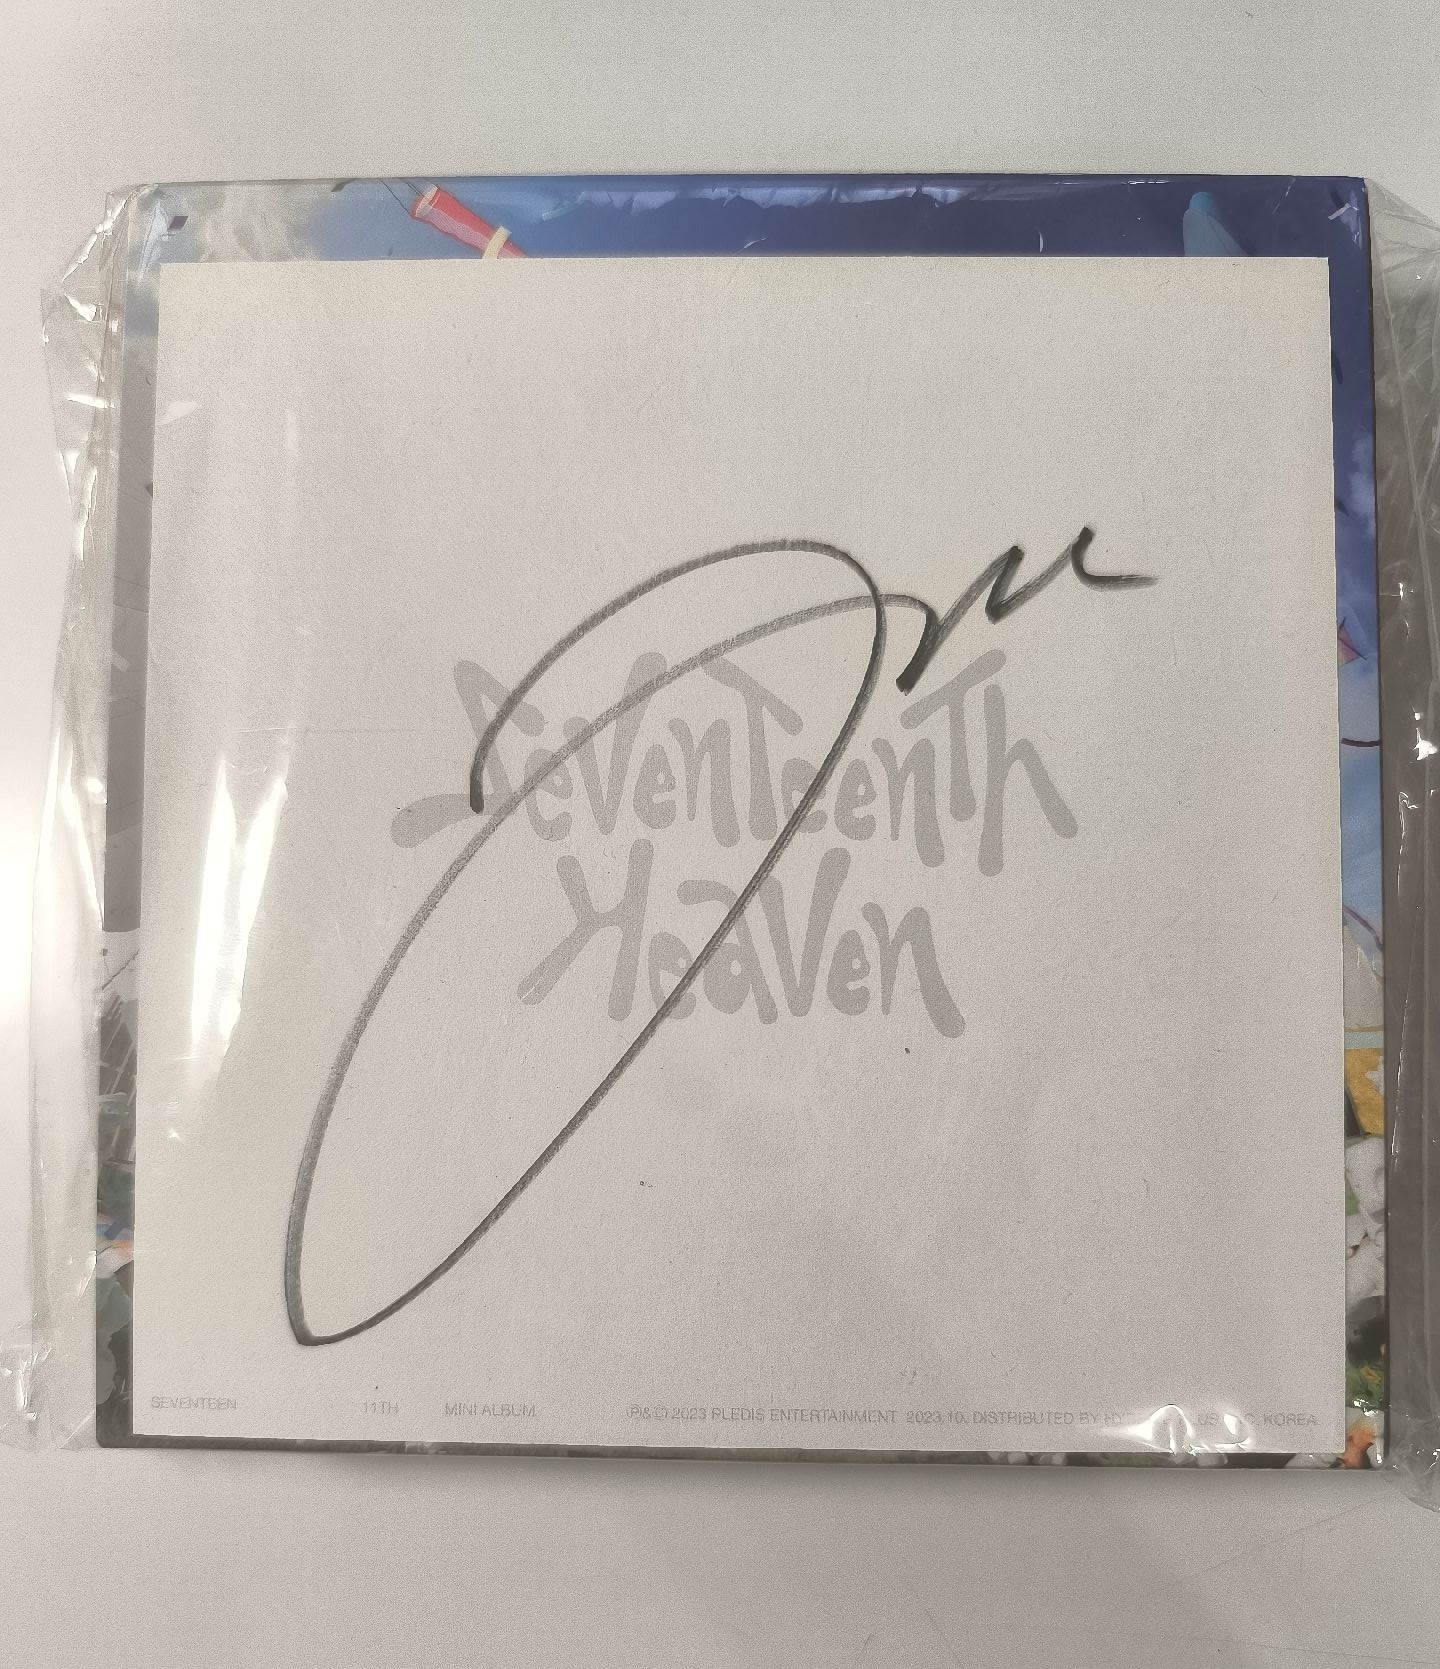 Seventeenth
Heaven
SEVENTEEN 11TH MINI ALBUM Ⓟ&Ⓒ 2023 PLEDIS ENTERTAINMENT 2023.10. DISTRIBUTED BY KOREA